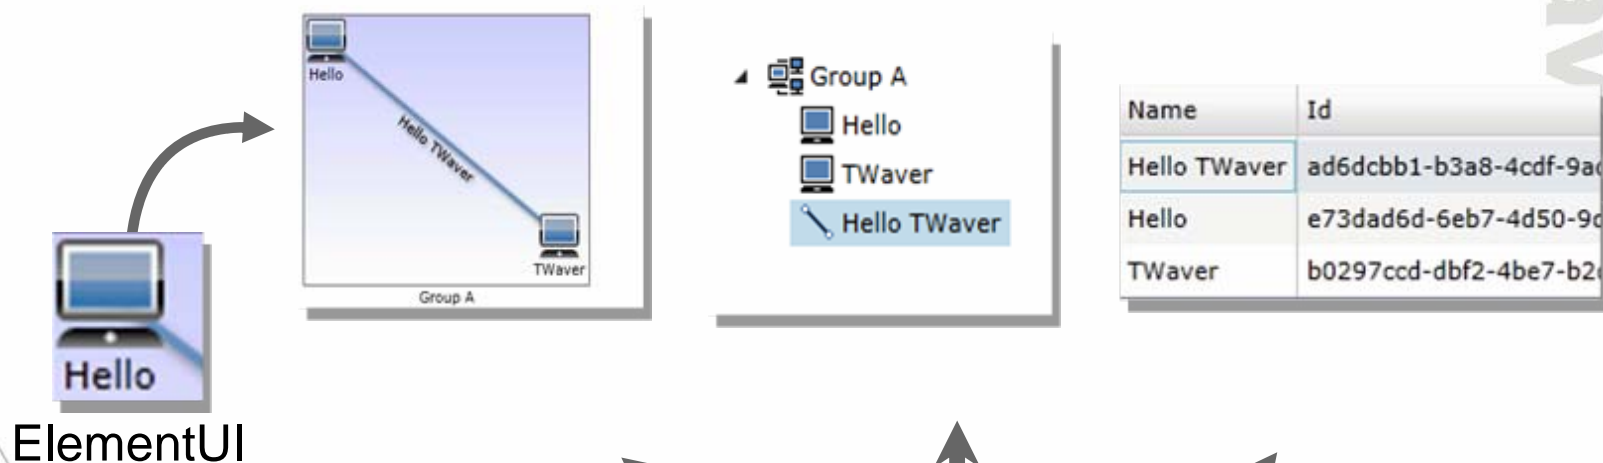 Hello
Hello TWaver
TWaver
Group A
Group A
Hello
TWaver
Hello TWaver
Name Id
Hello TWaver ad6dcbb1-b3a8-4cdf-9a
Hello e73dad6d-6eb7-4d50-9
TWaver b0297ccd-dbf2-4be7-b2
Hello
ElementUI